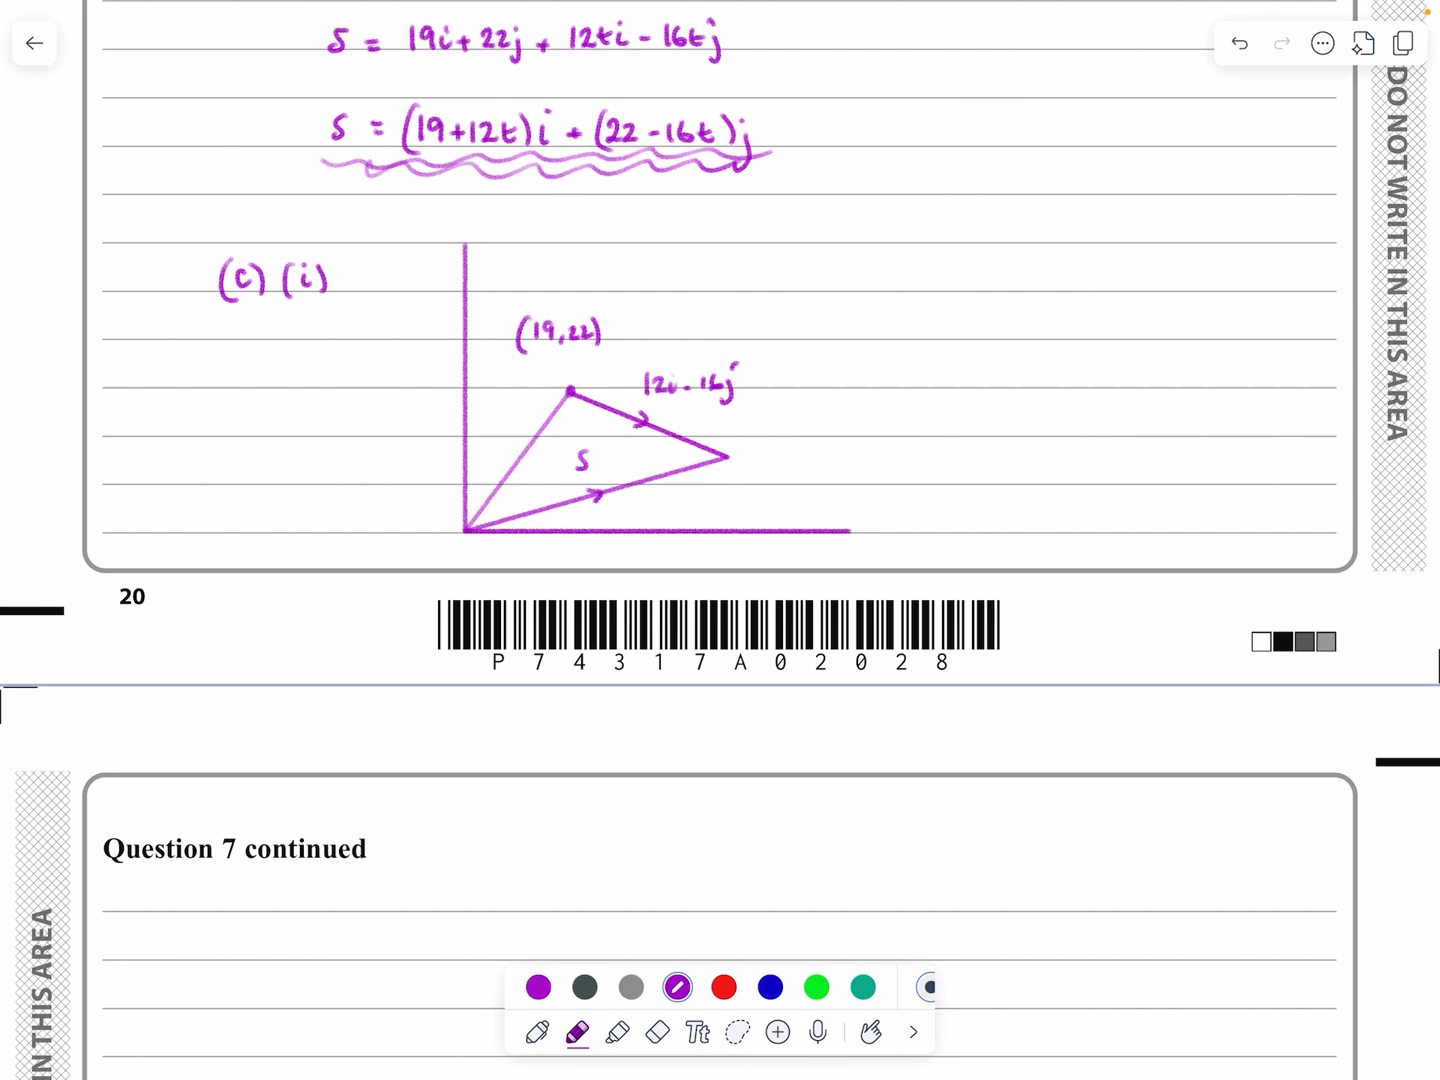 s = 19i + 22j + 12ti - 16tj
s = (19+12t)i + (22-16t)j
(c) (i)
(19,22)
12i - 16j
s
DO NOT WRITE IN THIS AREA
20
P 7 4 3 1 7 A 0 2 0 2 8
Question 7 continued
IN THIS AREA
Tt